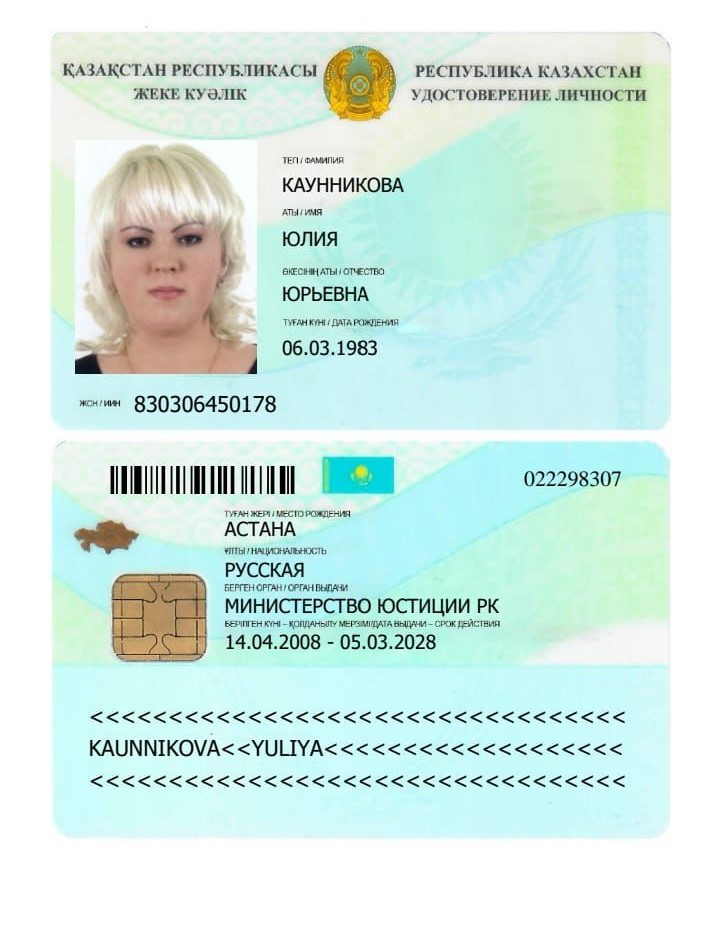 ҚАЗАҚСТАН РЕСПУБЛИКАСЫ
ЖЕКЕ КУӘЛІК
РЕСПУБЛИКА КАЗАХСТАН
УДОСТОВЕРЕНИЕ ЛИЧНОСТИ
ТЕГІ / ФАМИЛИЯ
КАУННИКОВА
АТЫ / ИМЯ
ЮЛИЯ
ӘКЕСІНІҢ АТЫ / ОТЧЕСТВО
ЮРЬЕВНА
ТУҒАН КҮНІ / ДАТА РОЖДЕНИЯ
06.03.1983
ЖСН / ИИН 830306450178
022298307
ТУҒАН ЖЕРІ / МЕСТО РОЖДЕНИЯ
АСТАНА
ҰЛТЫ / НАЦИОНАЛЬНОСТЬ
РУССКАЯ
БЕРГЕН ОРГАН / ОРГАН ВЫДАЧИ
МИНИСТЕРСТВО ЮСТИЦИИ РК
БЕРІЛГЕН КҮНІ – ҚОЛДАНЫЛУ МЕРЗІМІ/ДАТА ВЫДАЧИ – СРОК ДЕЙСТВИЯ
14.04.2008 - 05.03.2028
<<<<<<<<<<<<<<<<<<<<<<<<<<<<<<<<<<
KAUNNIKOVA<<YULIYA<<<<<<<<<<<<<<<<<<<
<<<<<<<<<<<<<<<<<<<<<<<<<<<<<<<<<<